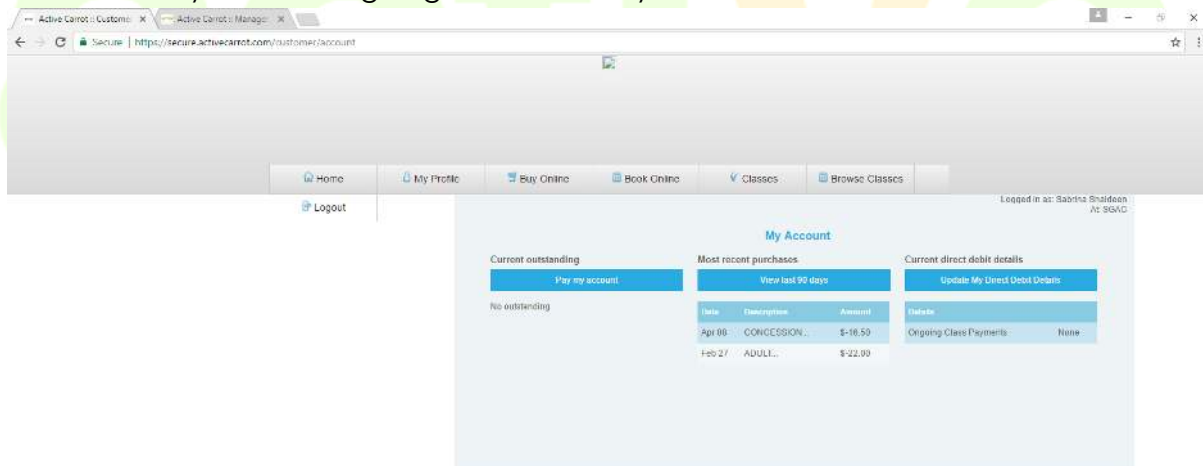 Active Carrot :: Custome
Active Carrot :: Manager
Secure | https://secure.activecarrot.com/customer/account
Home
My Profile
Buy Online
Book Online
Classes
Browse Classes
Logout
Logged in as: Sabrina Shaldeen
At SGAC
My Account
Current outstanding
Most recent purchases
Current direct debit details
Pay my account
View last 90 days
Update My Direct Debit Details
No outstanding
Date Description Amount
Details
Apr 08 CONCESSION... $-16.50
Ongoing Class Payments None
Feb 27 ADULT... $-22.00